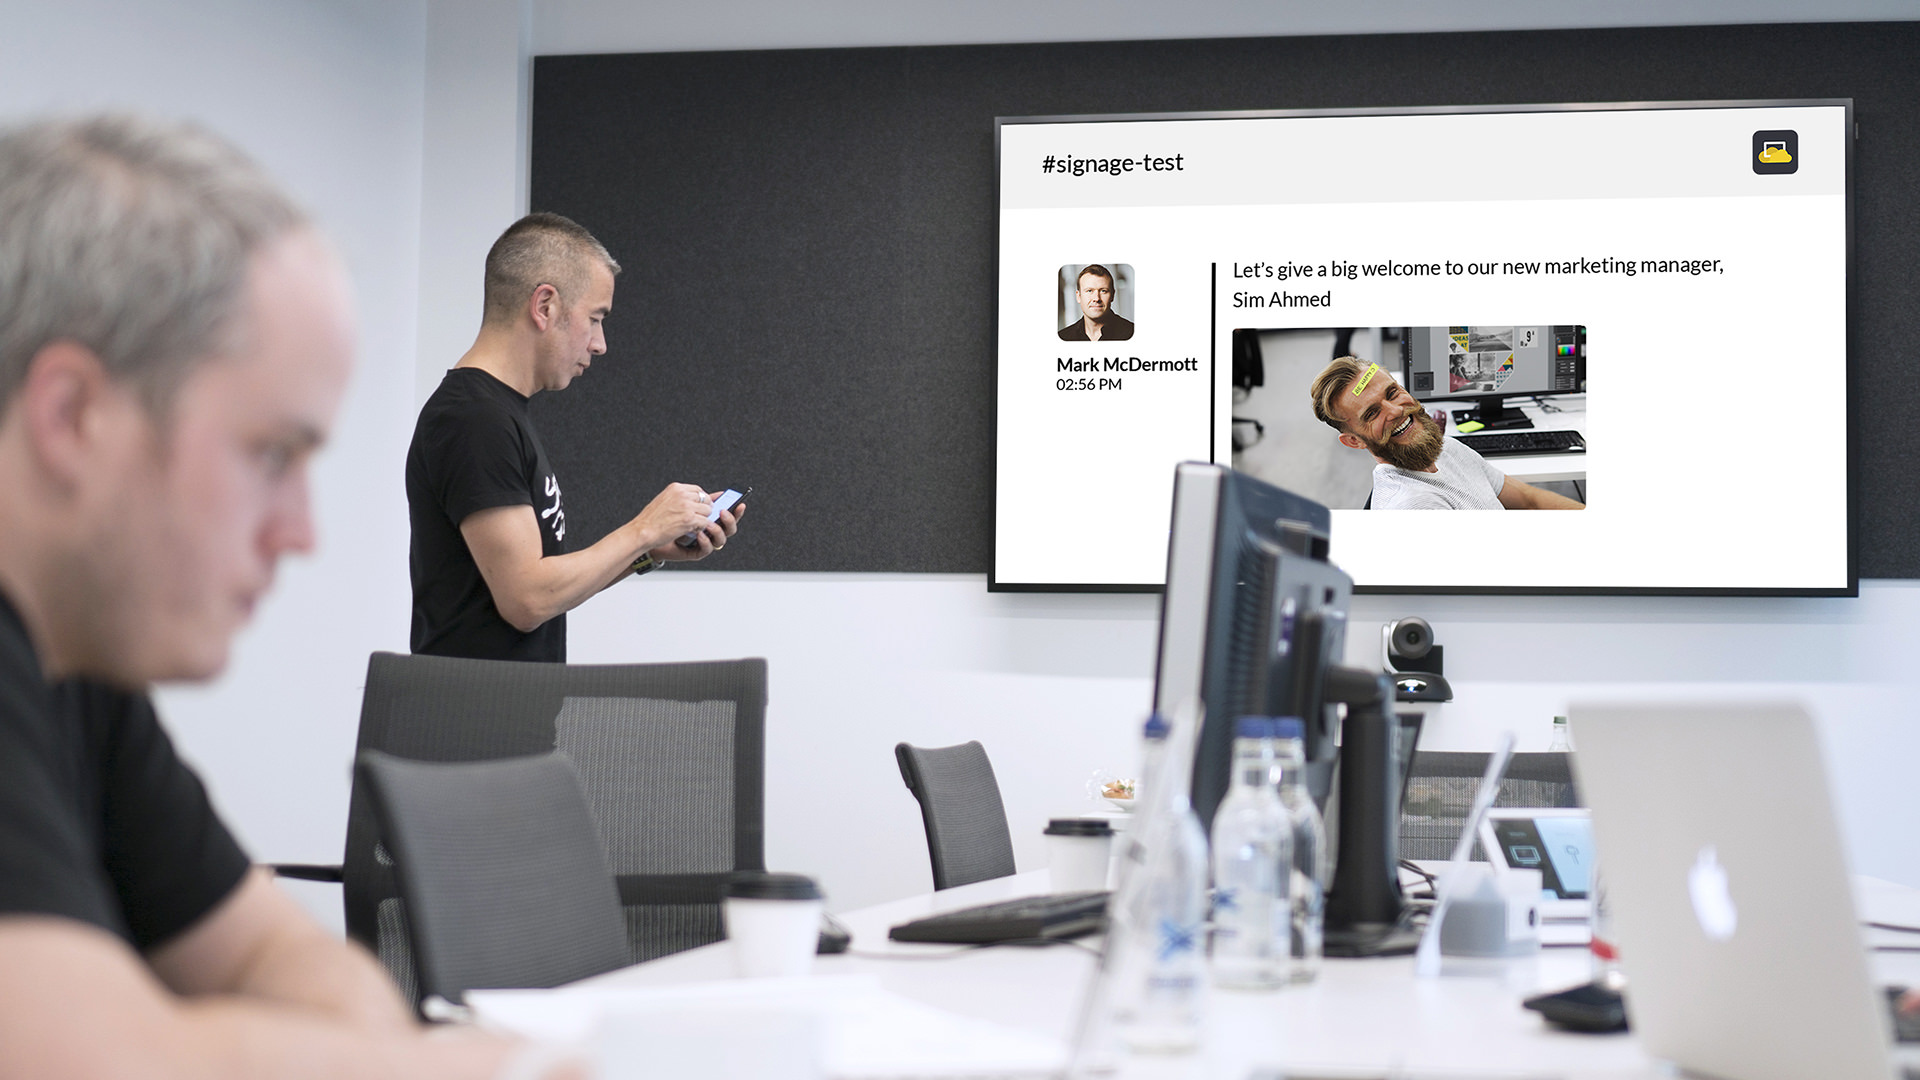 #signage-test
Let's give a big welcome to our new marketing manager,
Sim Ahmed
Mark McDermott
02:56 PM